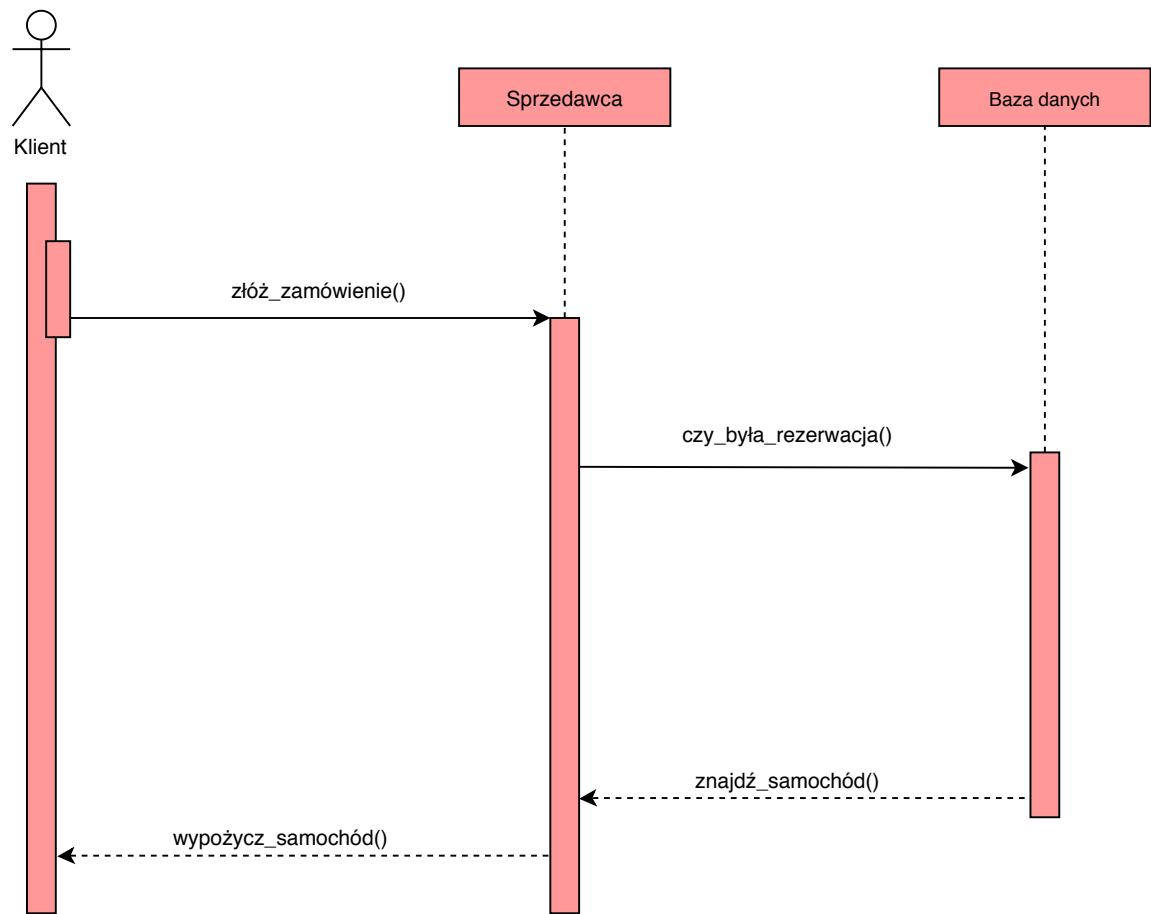 Sprzedawca
Baza danych
Klient
złóż_zamówienie()
czy_była_rezerwacja()
znajdź_samochód()
wypożycz_samochód()